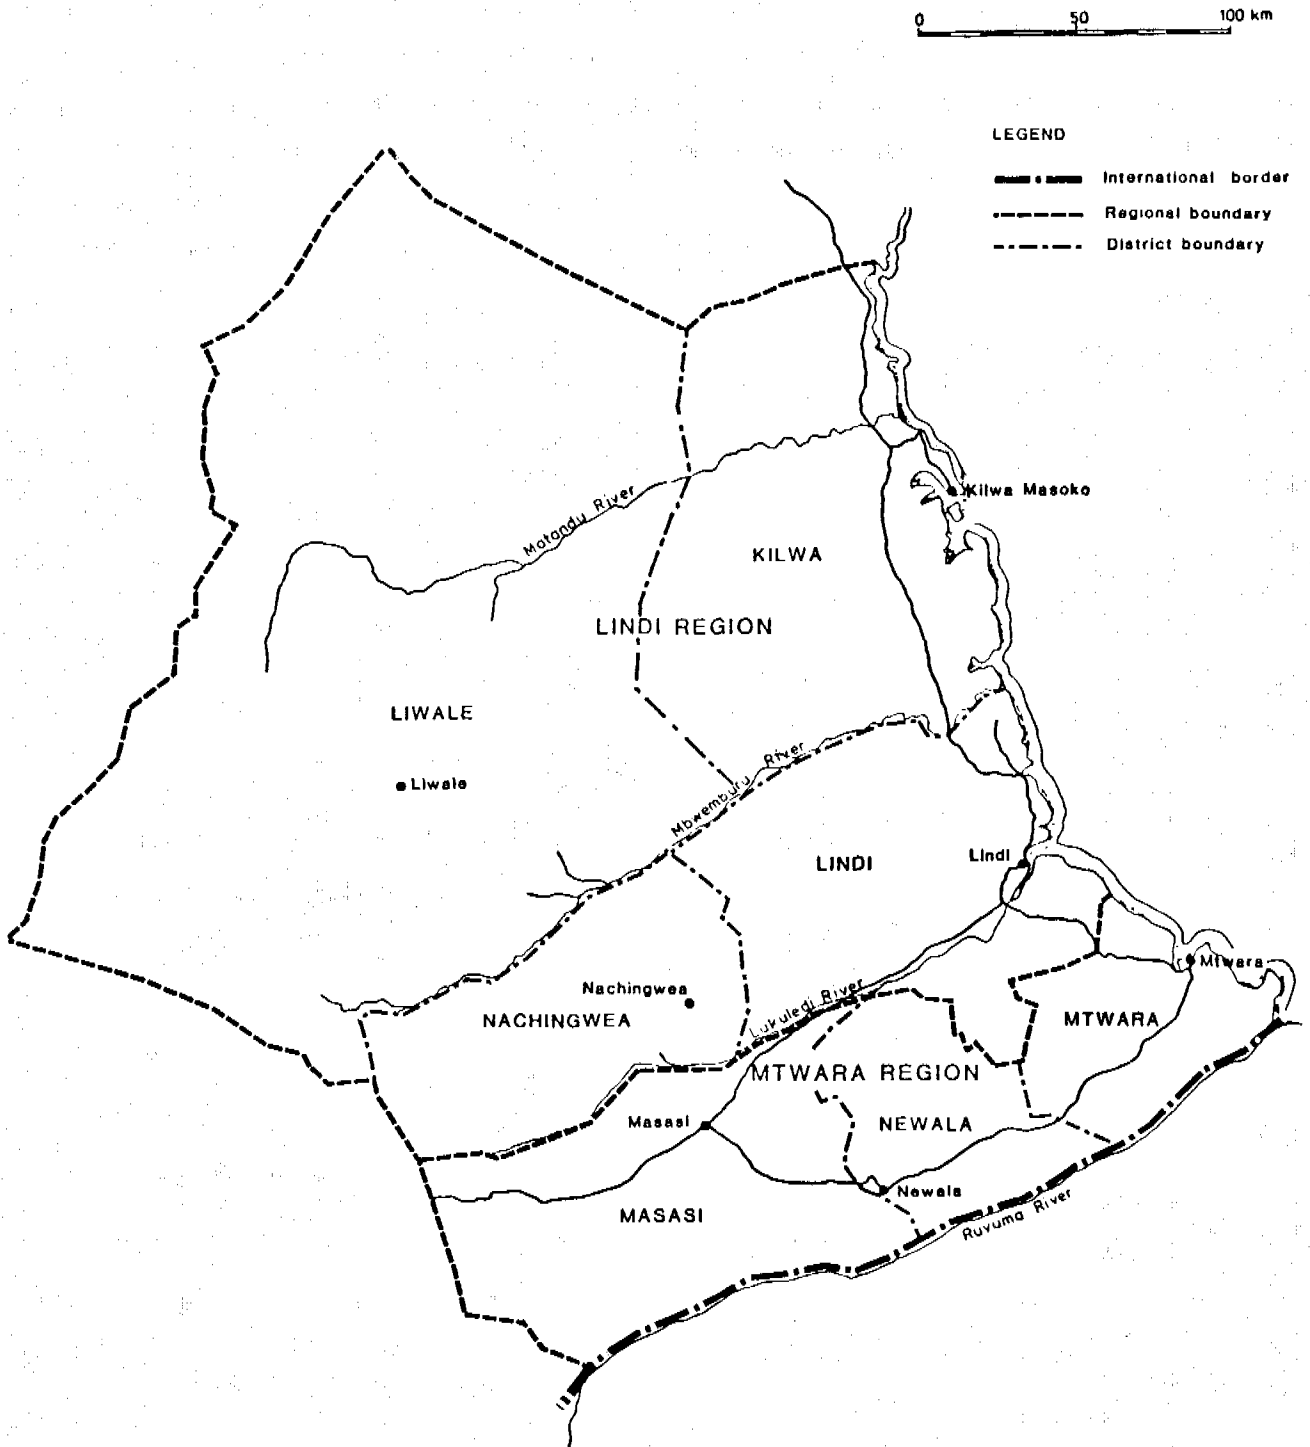 0 50 100 km
LEGEND
International border
Regional boundary
District boundary
Kilwa Masoko
Matandu River
KILWA
LINDI REGION
LIWALE
Liwale
Mbwemburu River
LINDI
Lindi
Mtwara
Nachingwea
NACHINGWEA
Lukuledi River
MTWARA
MTWARA REGION
Masasi
NEWALA
Newala
MASASI
Ruvuma River